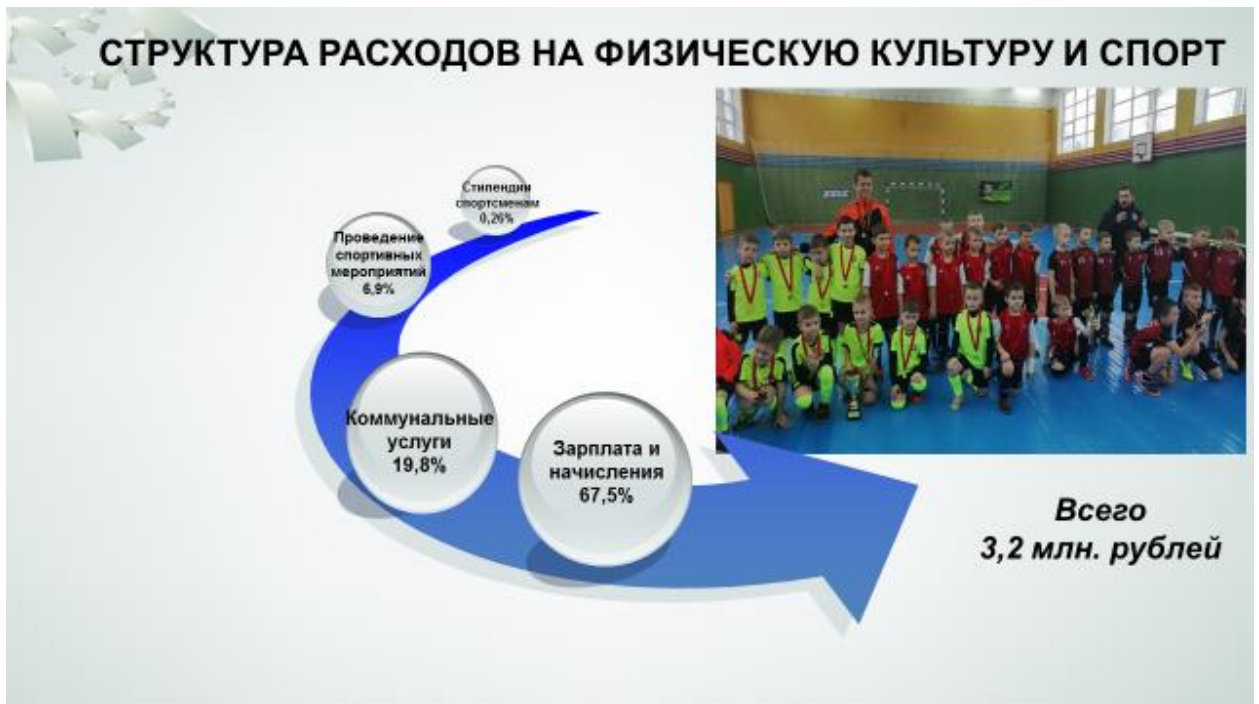 СТРУКТУРА РАСХОДОВ НА ФИЗИЧЕСКУЮ КУЛЬТУРУ И СПОРТ
Стипендии
спортсменам
0,26%
Проведение
спортивных
мероприятий
6,9%
Коммунальные
услуги
19,8%
Зарплата и
начисления
67,5%
Всего
3,2 млн. рублей